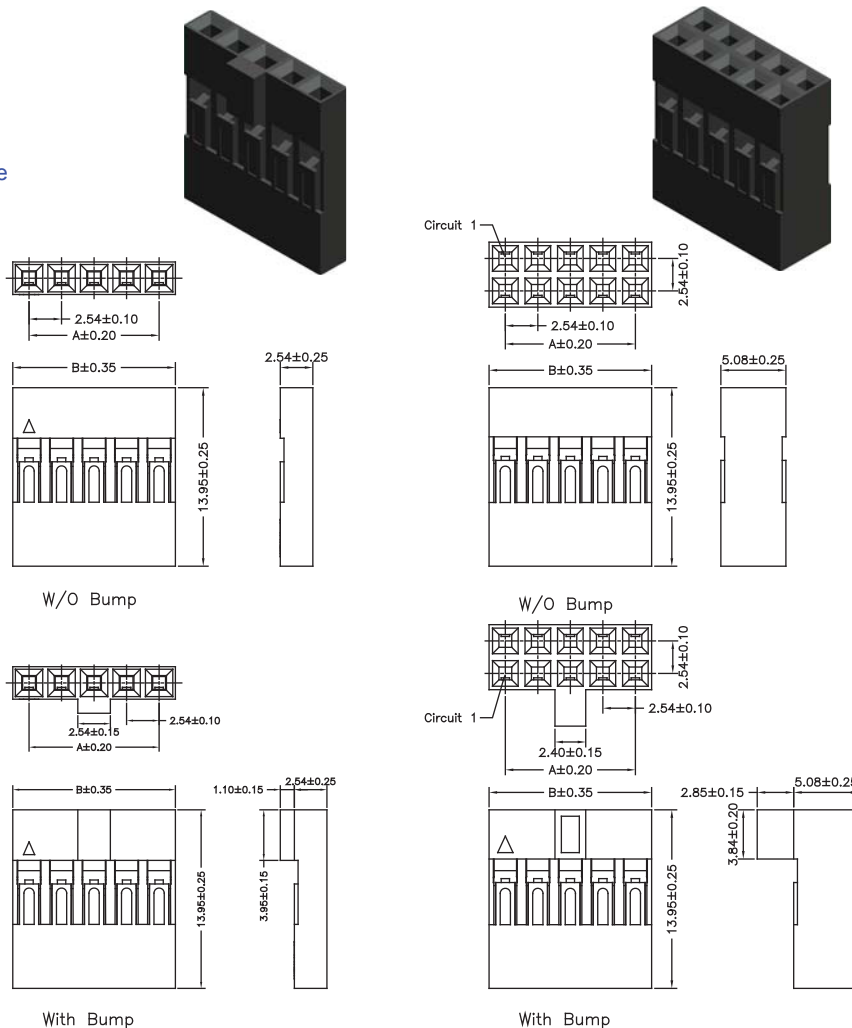 e
Circuit 1
2.54±0.10
2.54±0.10
A±0.20
2.54±0.10
A±0.20
B±0.35
2.54±0.25
13.95±0.25
B±0.35
5.08±0.25
13.95±0.25
W/O Bump
W/O Bump
2.54±0.15
2.54±0.10
A±0.20
2.54±0.10
Circuit 1
2.54±0.10
2.40±0.15
A±0.20
B±0.35
1.10±0.15
2.54±0.25
13.95±0.25
3.95±0.15
B±0.35
2.85±0.15
5.08±0.25
3.84±0.20
13.95±0.25
With Bump
With Bump